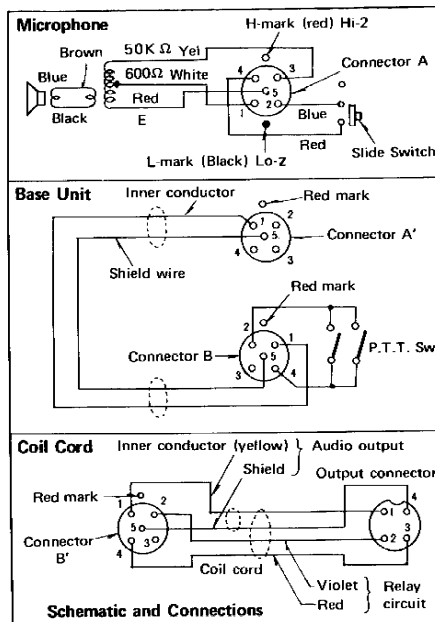 Microphone
H-mark (red) Hi-2
50K Ω Yel
Brown
600Ω White
4
3
Connector A
Blue
5
Red
1
2
Blue
Black
E
Slide Switch
Red
L-mark (Black) Lo-z
Base Unit
Inner conductor
Red mark
1
2
5
Connector A'
4
3
Shield wire
Red mark
2
1
Connector B
5
P.T.T. Sw
3
4
Coil Cord
Inner conductor (yellow)
Audio output
Shield
Output connector
Red mark
1
2
4
1
5
3
Connector
B'
3
2
4
Coil cord
Violet
Relay
Red
circuit
Schematic and Connections